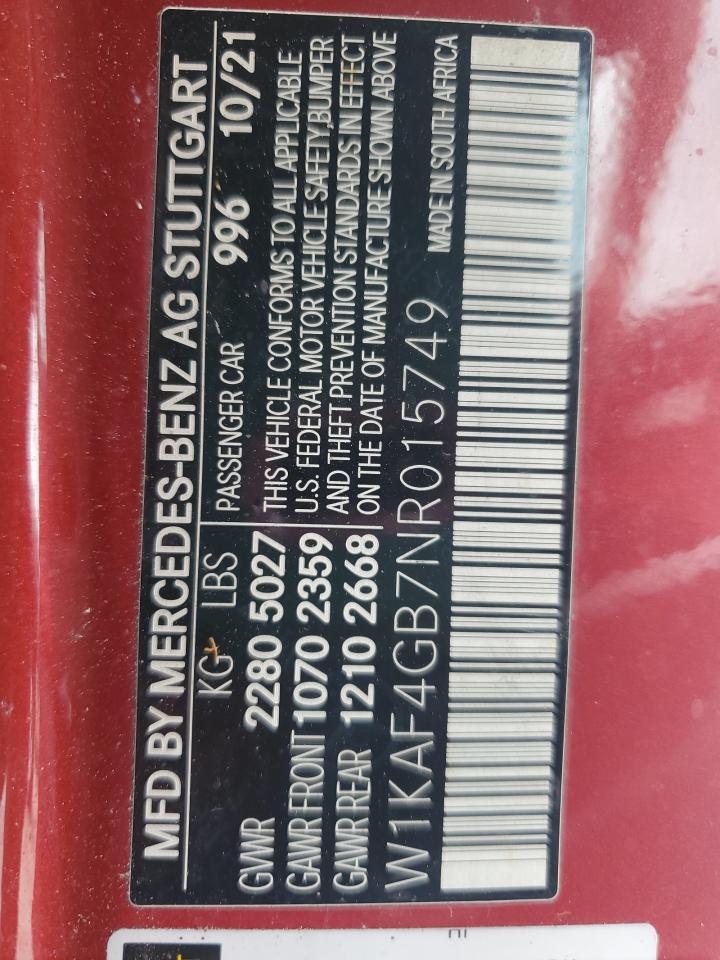 MFD BY MERCEDES-BENZ AG STUTTGART
KG LBS
GVWR 2280 5027
GAWR FRONT 1070 2359
GAWR REAR 1210 2668
PASSENGER CAR 996 10/21
THIS VEHICLE CONFORMS TO ALL APPLICABLE
U.S. FEDERAL MOTOR VEHICLE SAFETY,BUMPER
AND THEFT PREVENTION STANDARDS IN EFFECT
ON THE DATE OF MANUFACTURE SHOWN ABOVE
W1KAF4GB7NR015749 MADE IN SOUTH AFRICA